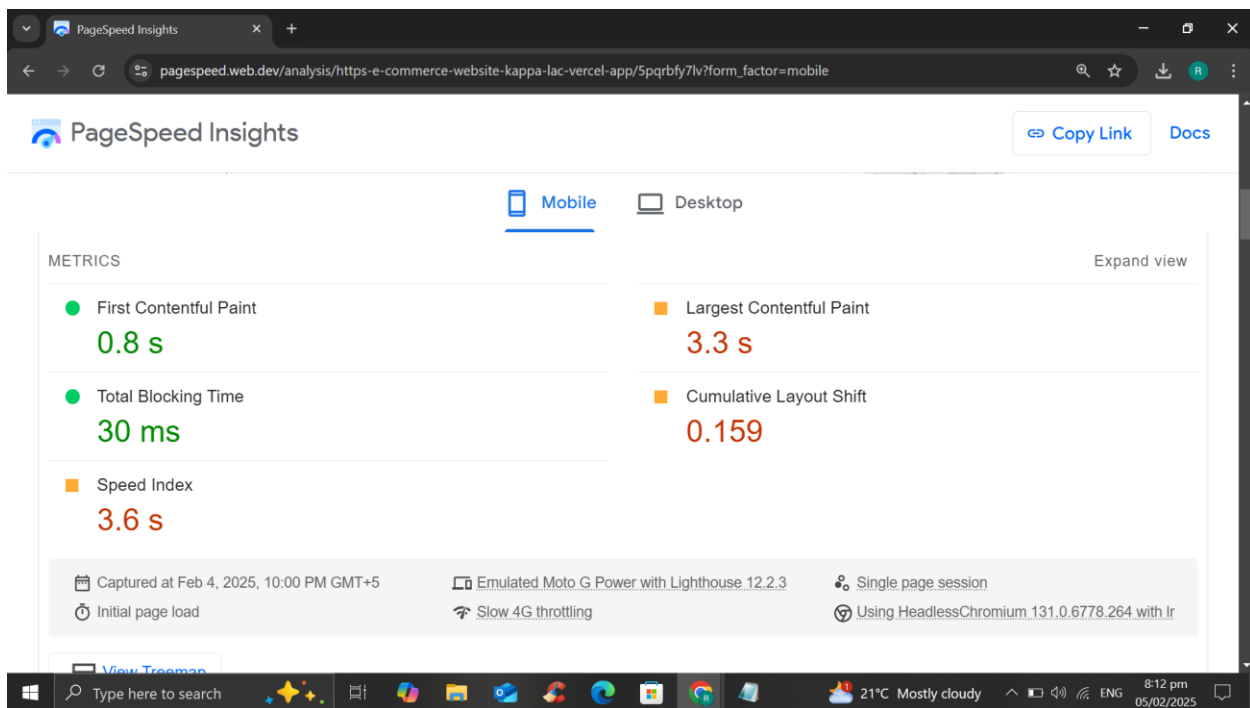 PageSpeed Insights
pagespeed.web.dev/analysis/https-e-commerce-website-kappa-lac-vercel-app/5pqrbfy7lv?form_factor=mobile
R
PageSpeed Insights
Copy Link
Docs
Mobile
Desktop
METRICS
Expand view
First Contentful Paint
0.8 s
Largest Contentful Paint
3.3 s
Total Blocking Time
30 ms
Cumulative Layout Shift
0.159
Speed Index
3.6 s
Captured at Feb 4, 2025, 10:00 PM GMT+5
Emulated Moto G Power with Lighthouse 12.2.3
Single page session
Initial page load
Slow 4G throttling
Using HeadlessChromium 131.0.6778.264 with lr
View Treemap
Type here to search
1
21°C Mostly cloudy
ENG
8:12 pm
05/02/2025